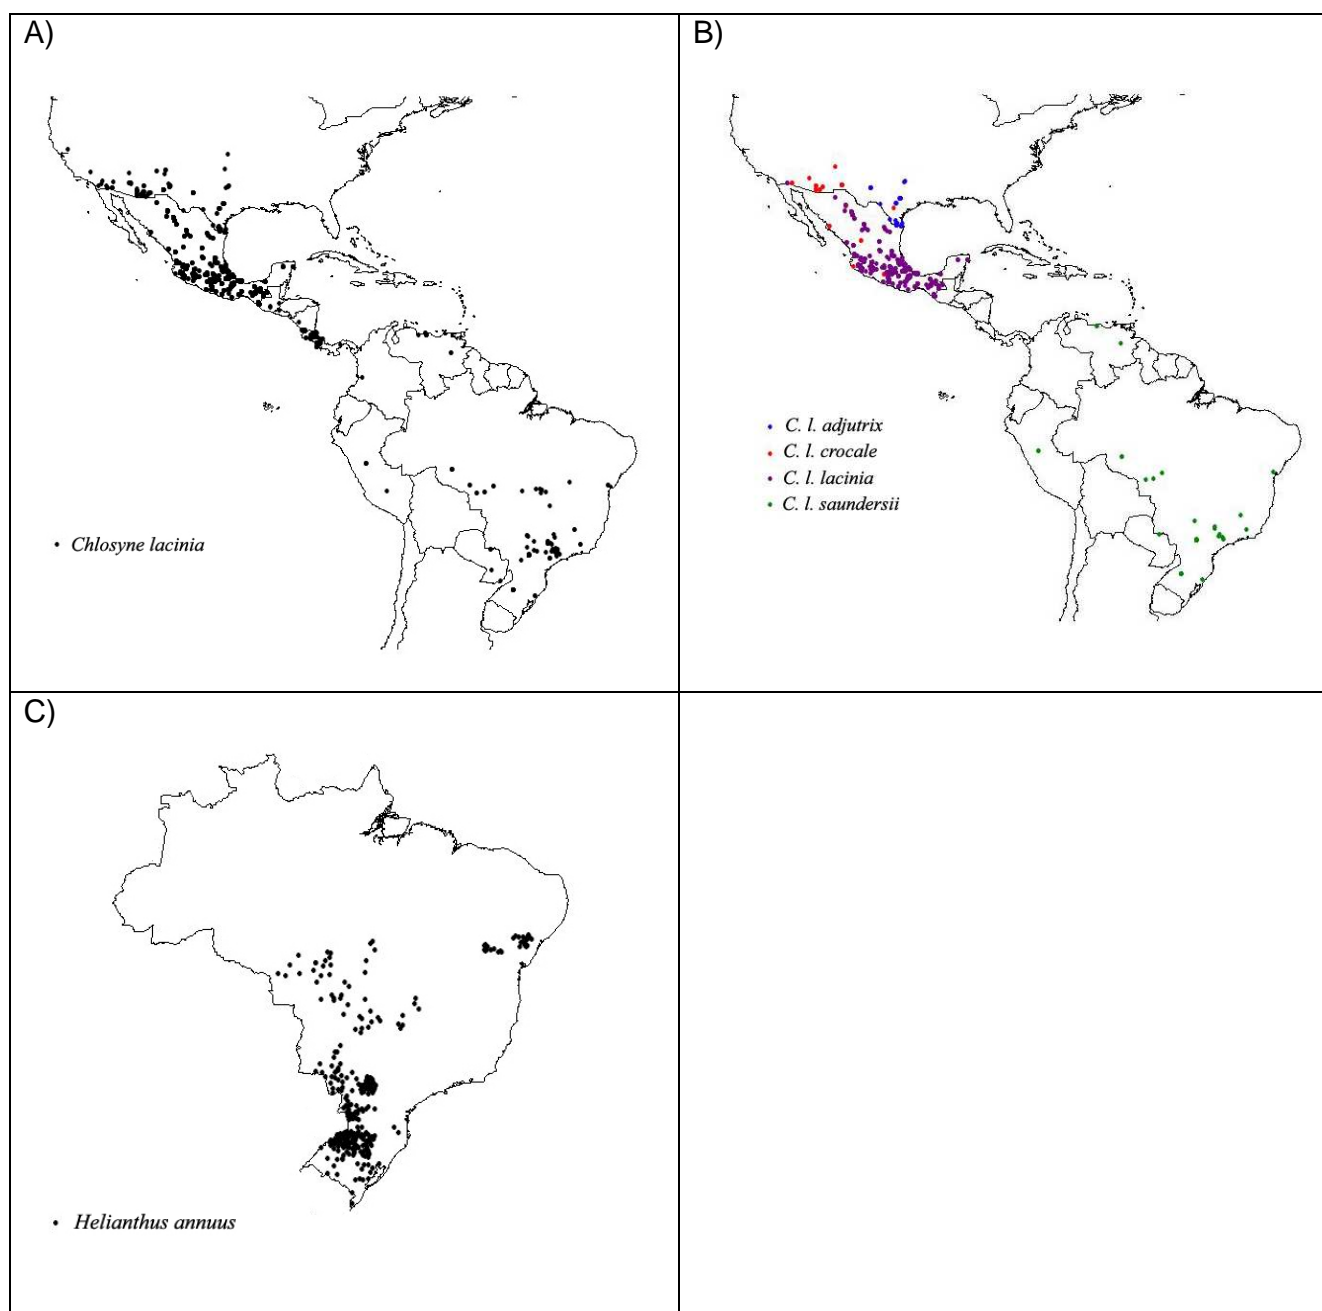 A)
Chlosyne lacinia
B)
C. l. adjutrix
C. l. crocale
C. l. lacinia
C. l. saundersii
C)
Helianthus annuus